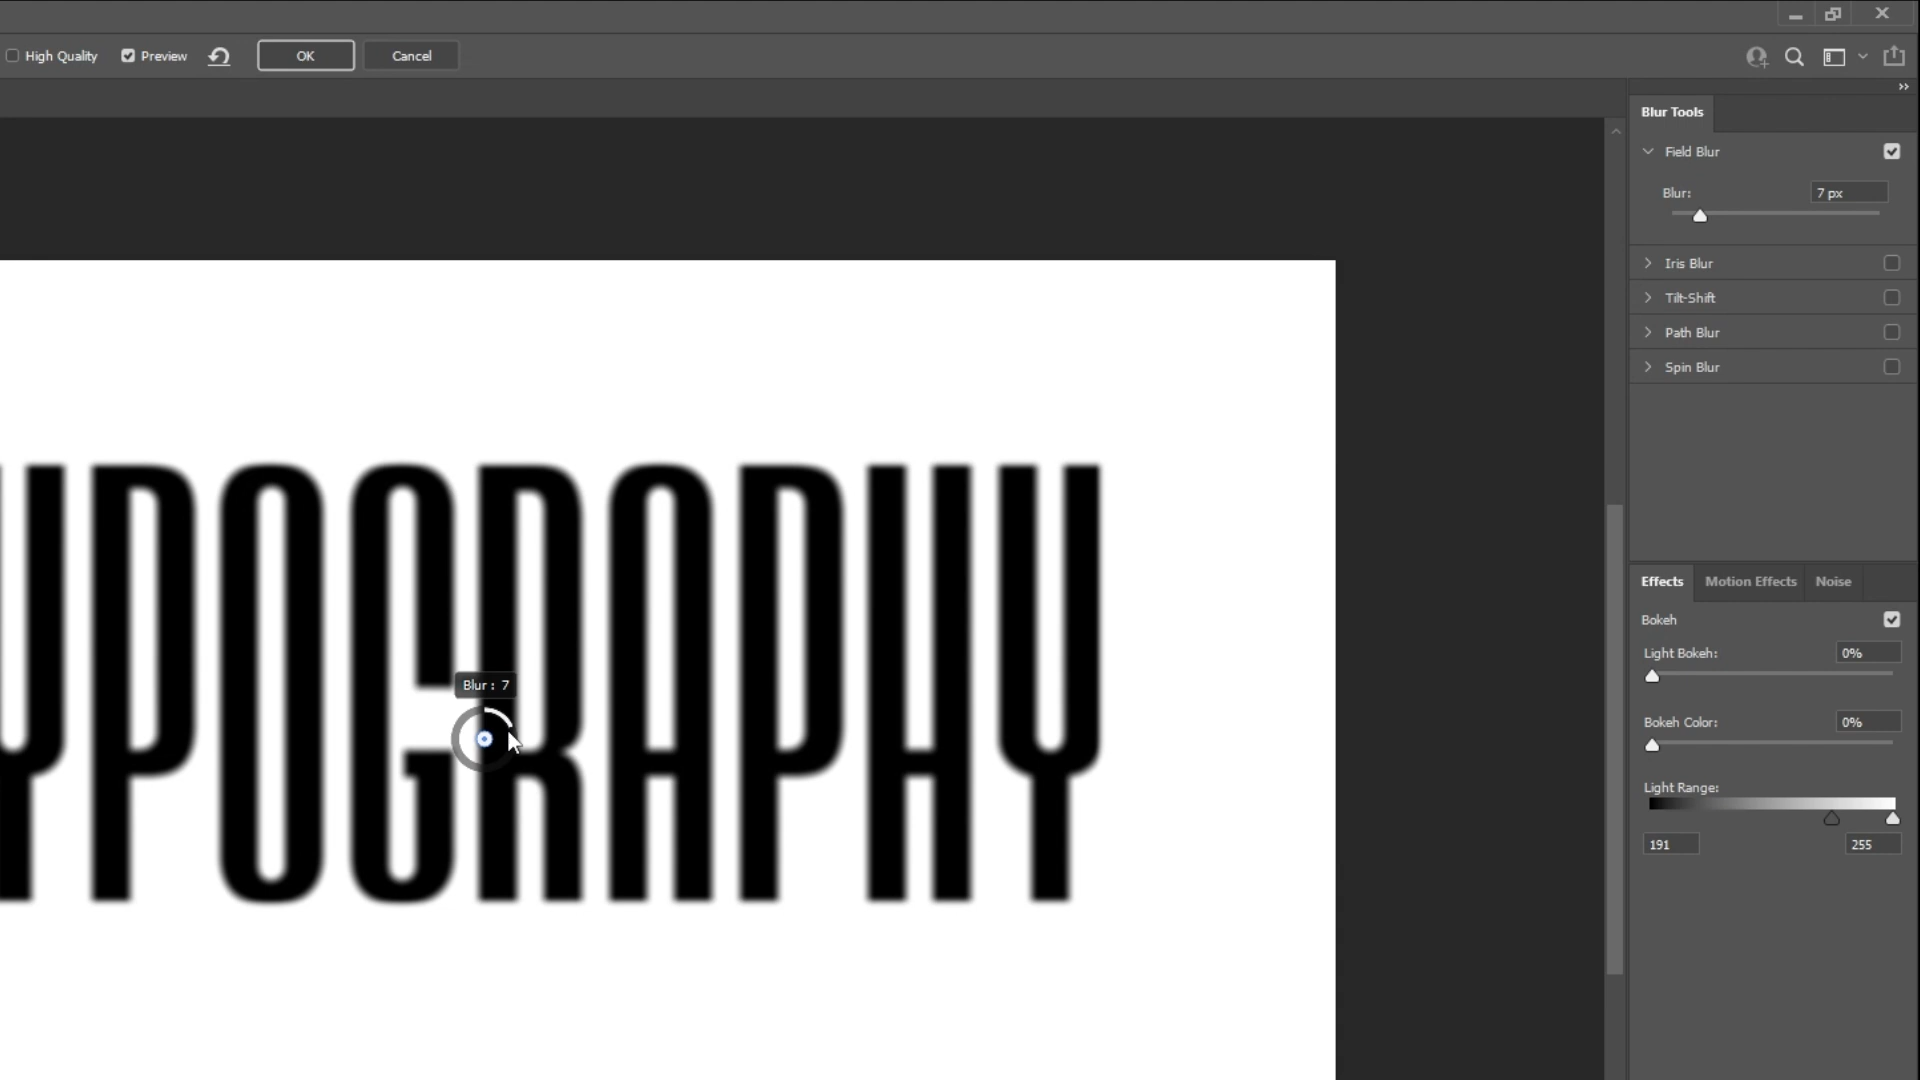 High Quality Preview OK Cancel
Blur Tools
Field Blur
Blur: 7 px
Iris Blur
Tilt-Shift
Path Blur
Spin Blur
YPOGRAPHY
Blur : 7
Effects Motion Effects Noise
Bokeh
Light Bokeh: 0%
Bokeh Color: 0%
Light Range:
191 255